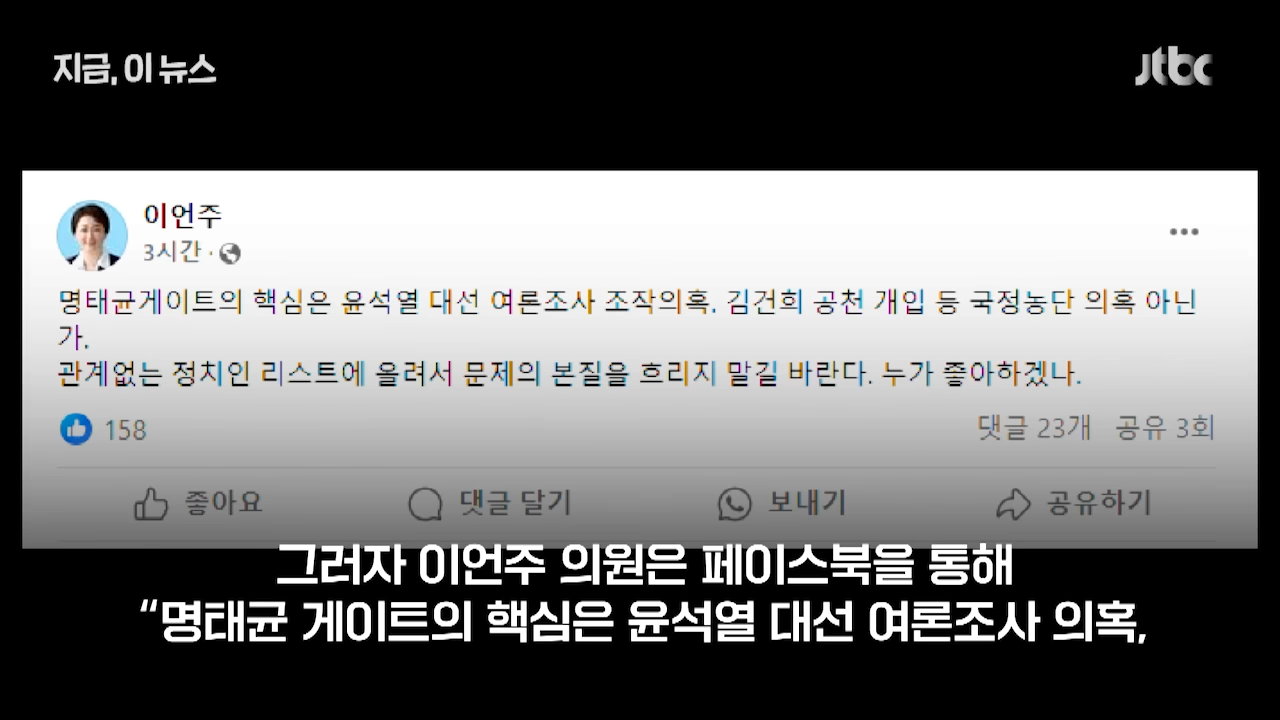 지금, 이 뉴스
jtbc
이언주
3시간 ·
명태균게이트의 핵심은 윤석열 대선 여론조사 조작의혹. 김건희 공천 개입 등 국정농단 의혹 아닌
가.
관계없는 정치인 리스트에 올려서 문제의 본질을 흐리지 말길 바란다. 누가 좋아하겠나.
158 댓글 23개 공유 3회
좋아요 댓글 달기 보내기 공유하기
그러자 이언주 의원은 페이스북을 통해
“명태균 게이트의 핵심은 윤석열 대선 여론조사 의혹,